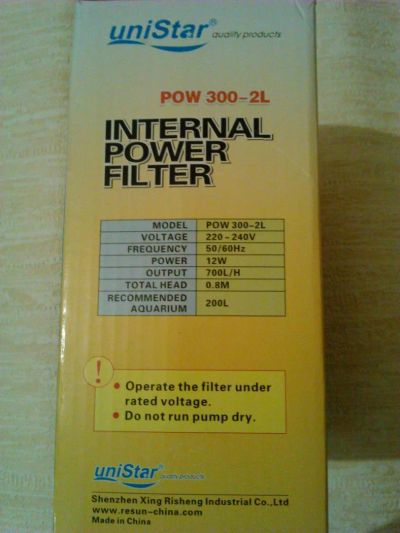 uniStar® quality products
POW 300-2L
INTERNAL
POWER
FILTER
MODEL POW 300-2L
VOLTAGE 220-240V
FREQUENCY 50/60Hz
POWER 12W
OUTPUT 700L/H
TOTAL HEAD 0.8M
RECOMMENDED
AQUARIUM 200L
!
• Operate the filter under
rated voltage.
• Do not run pump dry.
uniStar® quality products
Shenzhen Xing Risheng Industrial Co.,Ltd
www.resun-china.com
Made in China